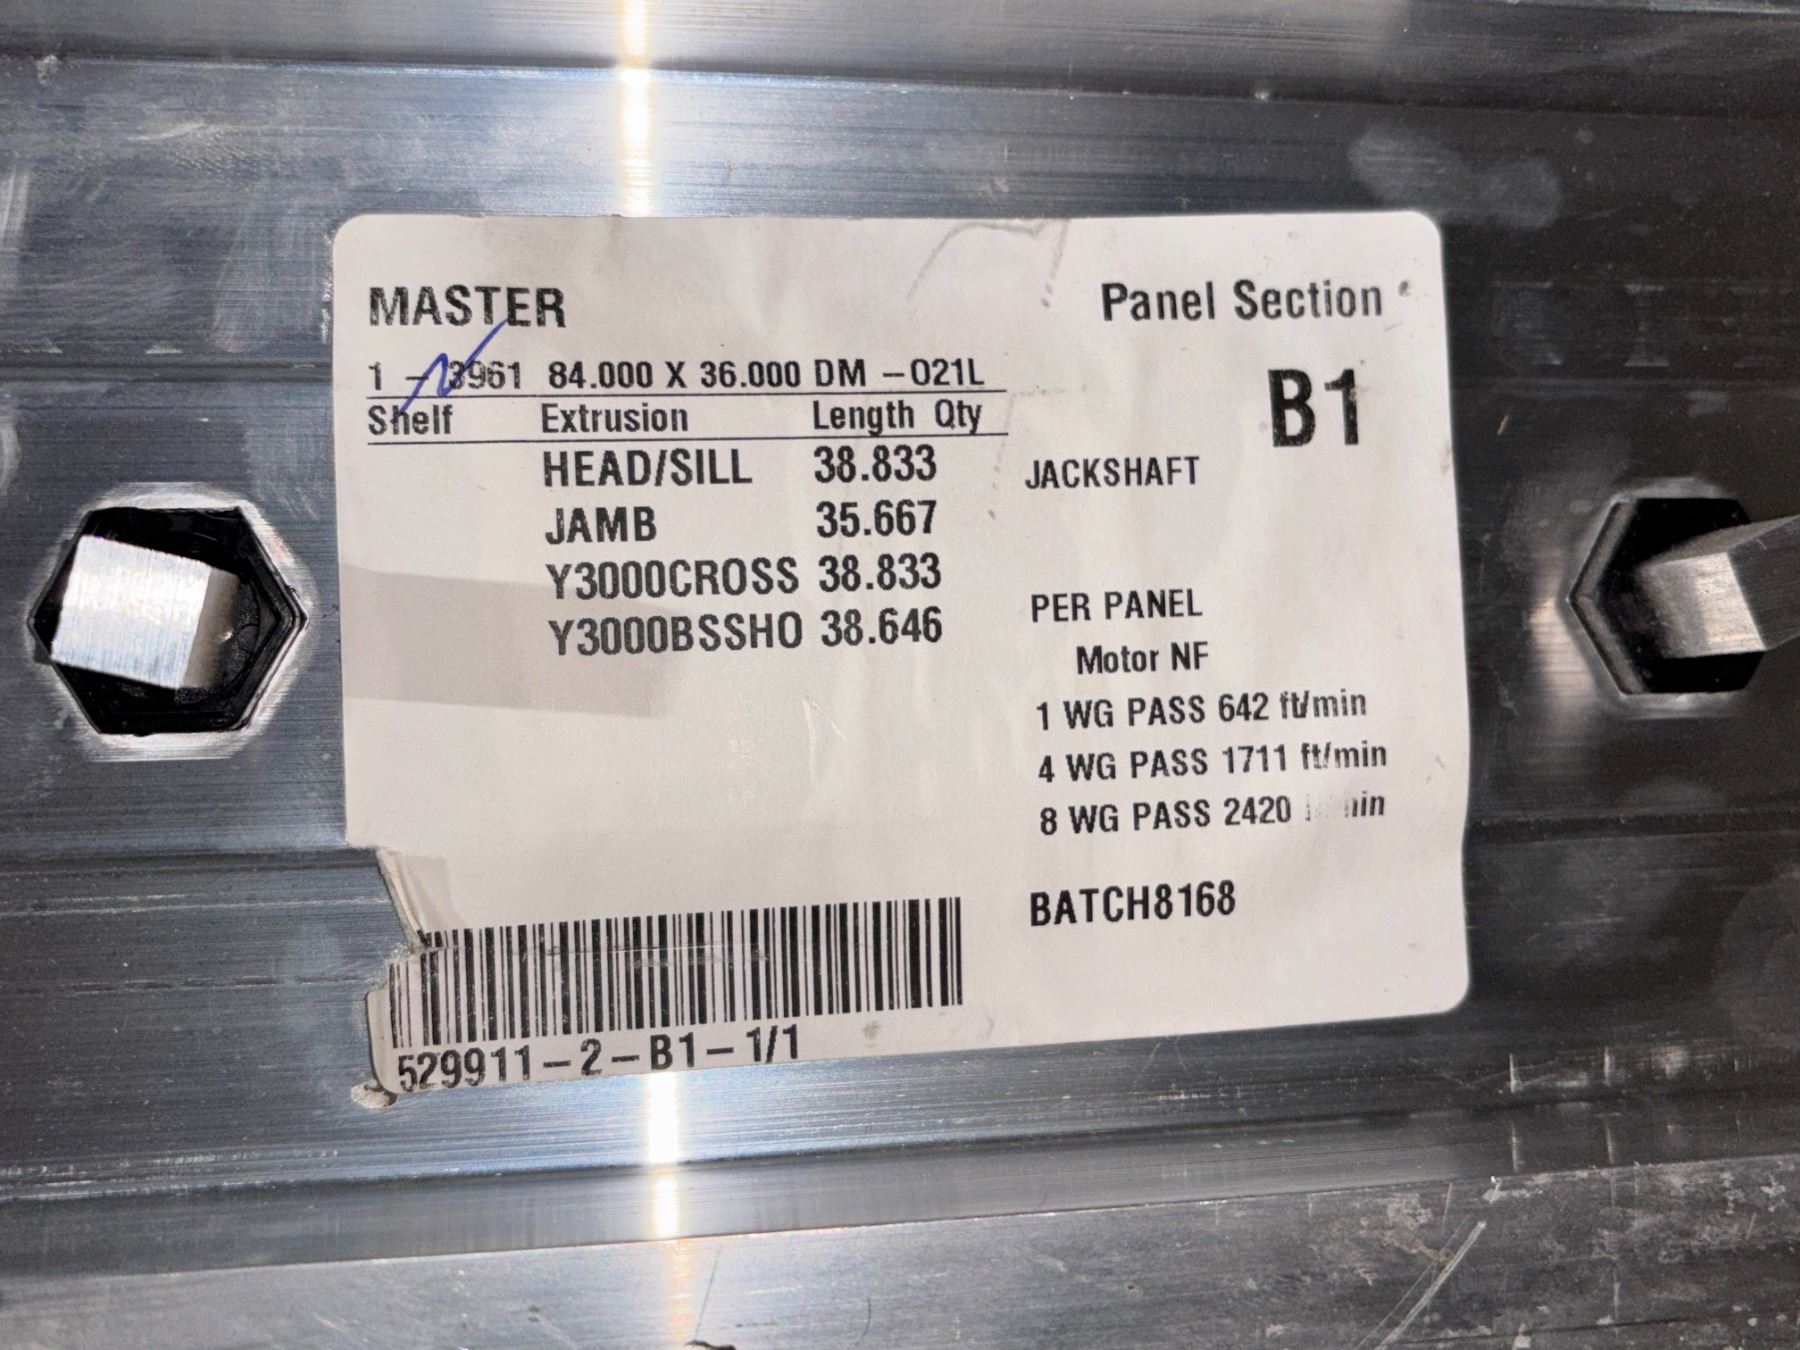 MASTER
Panel Section
1 - 3961 84.000 X 36.000 DM -021L
B1
Shelf Extrusion Length Qty
HEAD/SILL 38.833
JACKSHAFT
JAMB 35.667
Y3000CROSS 38.833
PER PANEL
Y3000BSSHO 38.646
Motor NF
1 WG PASS 642 ft/min
4 WG PASS 1711 ft/min
8 WG PASS 2420
BATCH8168
529911-2-B1-1/1